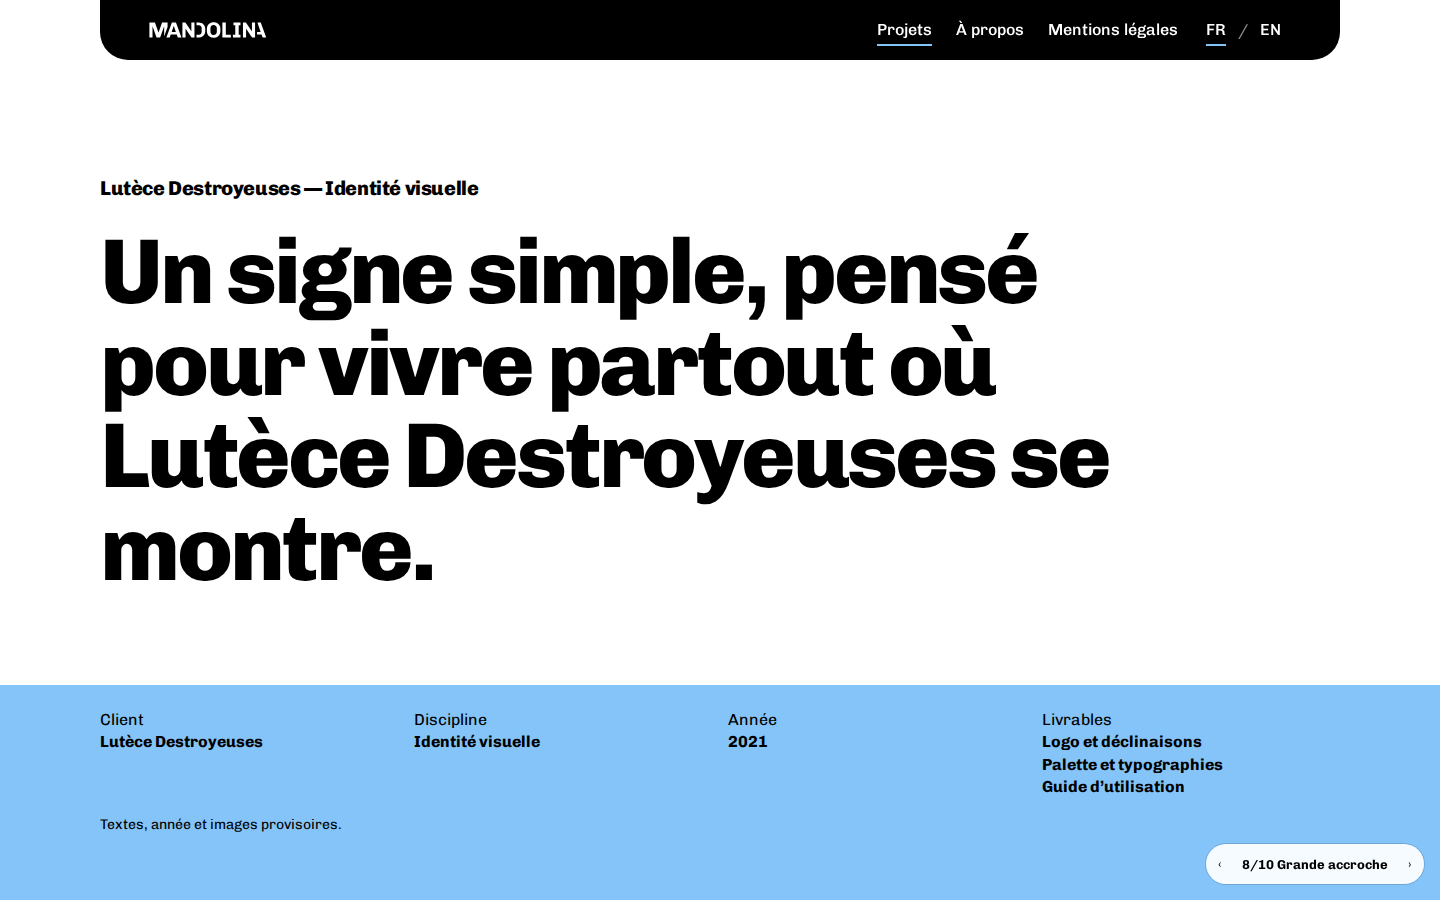 MANDOLINA
Projets À propos Mentions légales FR / EN
Lutèce Destroyeuses — Identité visuelle
Un signe simple, pensé
pour vivre partout où
Lutèce Destroyeuses se
montre.
Client
Lutèce Destroyeuses
Discipline
Identité visuelle
Année
2021
Livrables
Logo et déclinaisons
Palette et typographies
Guide d’utilisation
Textes, année et images provisoires.
‹ 8/10 Grande accroche ›